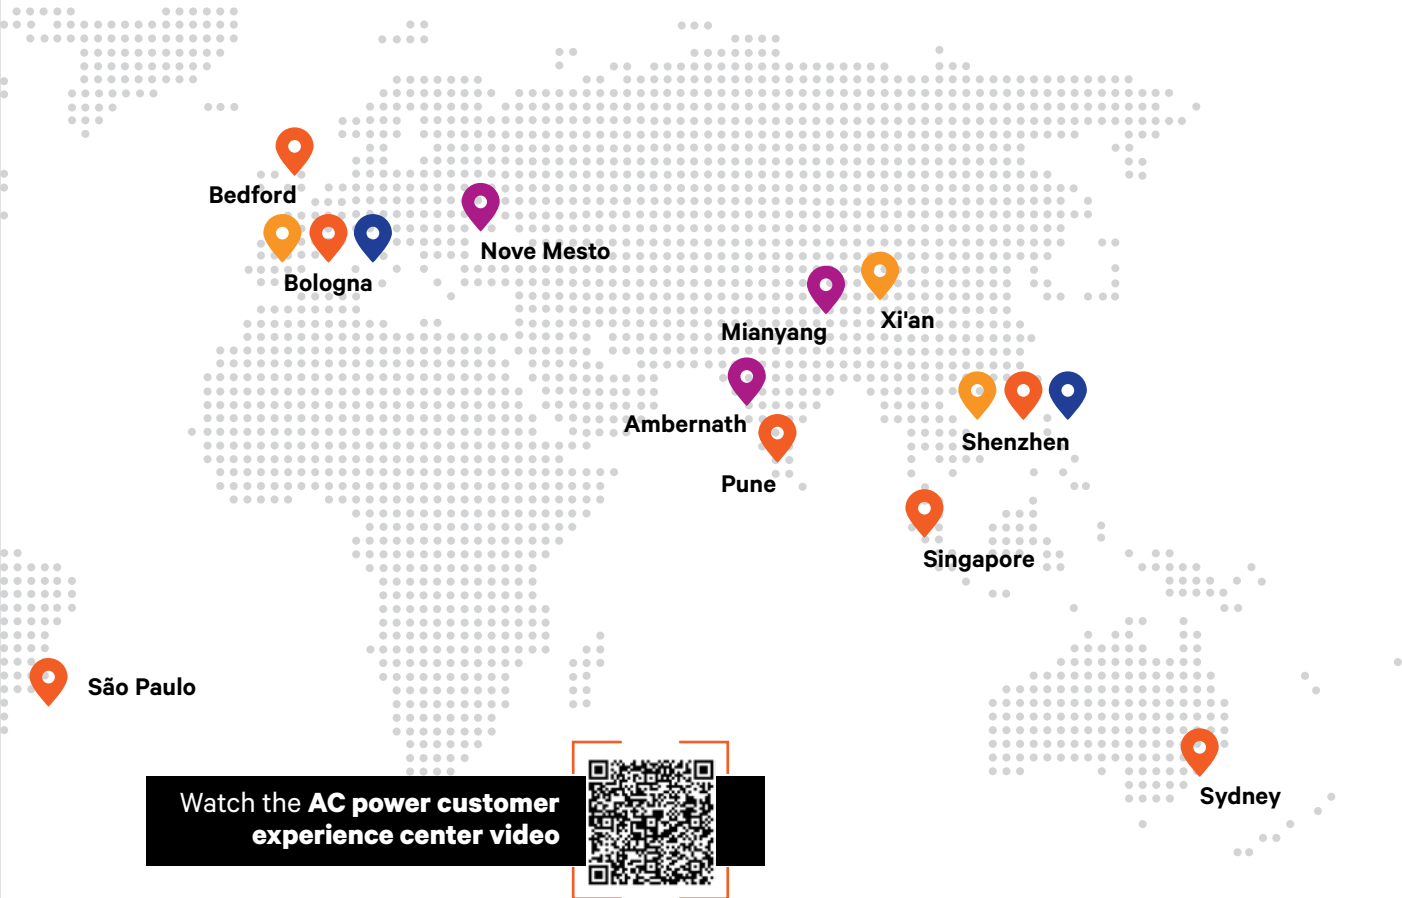 Bedford
Nove Mesto
Bologna
Xi'an
Mianyang
Ambernath
Shenzhen
Pune
Singapore
São Paulo
Sydney
Watch the AC power customer
experience center video